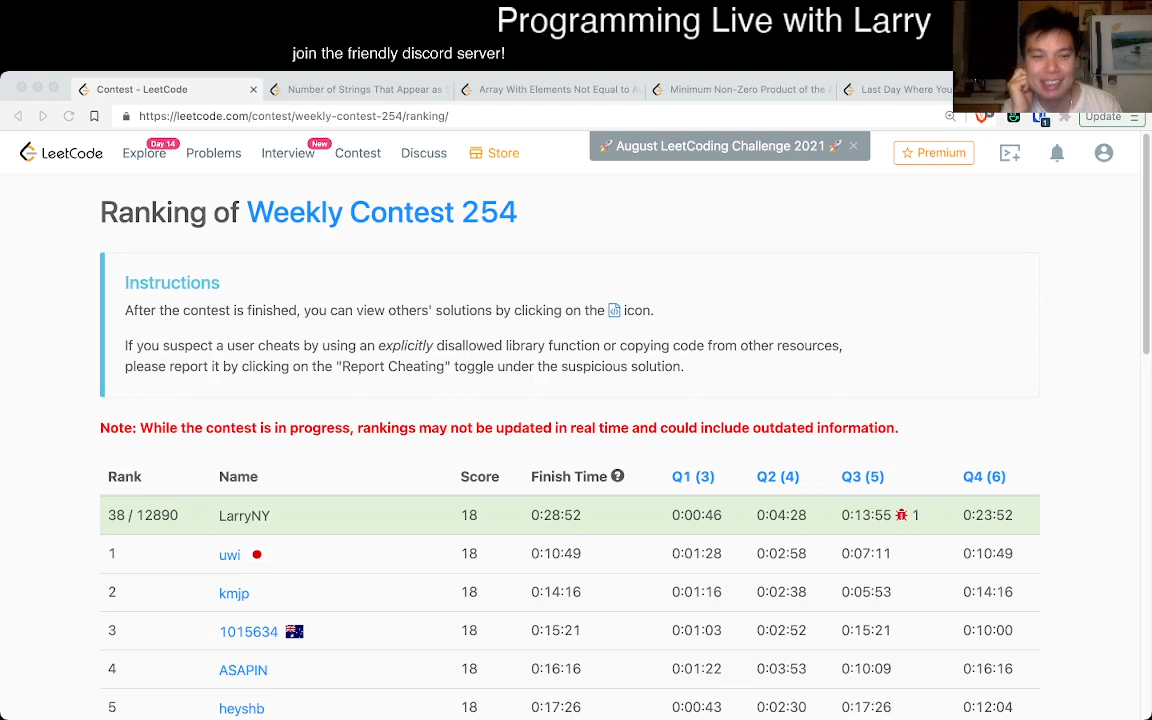 Programming Live with Larry
join the friendly discord server!
Contest - LeetCode
Number of Strings That Appear as
Array With Elements Not Equal to
Minimum Non-Zero Product of the
Last Day Where You
https://leetcode.com/contest/weekly-contest-254/ranking/
1
Update
LeetCode
Explore Day 14
Problems
Interview New
Contest
Discuss
Store
🚀 August LeetCoding Challenge 2021 🚀
Premium
Ranking of Weekly Contest 254
Instructions
After the contest is finished, you can view others' solutions by clicking on the icon.
If you suspect a user cheats by using an explicitly disallowed library function or copying code from other resources,
please report it by clicking on the "Report Cheating" toggle under the suspicious solution.
Note: While the contest is in progress, rankings may not be updated in real time and could include outdated information.
Rank Name Score Finish Time Q1 (3) Q2 (4) Q3 (5) Q4 (6)
38 / 12890 LarryNY 18 0:28:52 0:00:46 0:04:28 0:13:55 1 0:23:52
1 uwi 18 0:10:49 0:01:28 0:02:58 0:07:11 0:10:49
2 kmjp 18 0:14:16 0:01:16 0:02:38 0:05:53 0:14:16
3 1015634 18 0:15:21 0:01:03 0:02:52 0:15:21 0:10:00
4 ASAPIN 18 0:16:16 0:01:22 0:03:53 0:10:09 0:16:16
5 heyshb 18 0:17:26 0:00:43 0:02:30 0:17:26 0:12:04